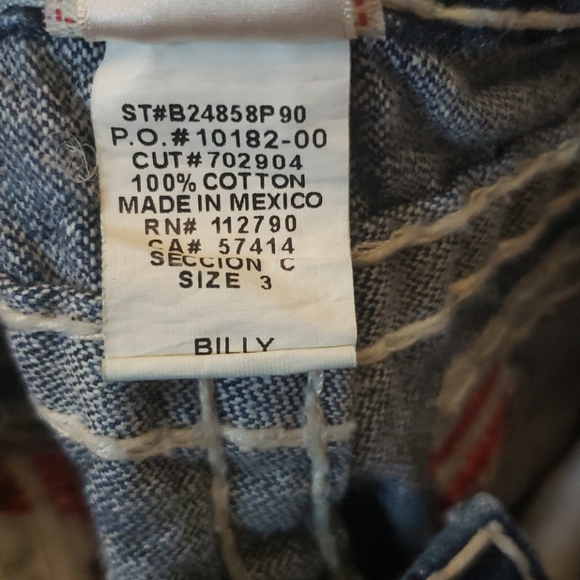 ST#B24858P90
P.O.#10182-00
CUT#702904
100% COTTON
MADE IN MEXICO
RN# 112790
CA# 57414
SECCION C
SIZE 3
BILLY